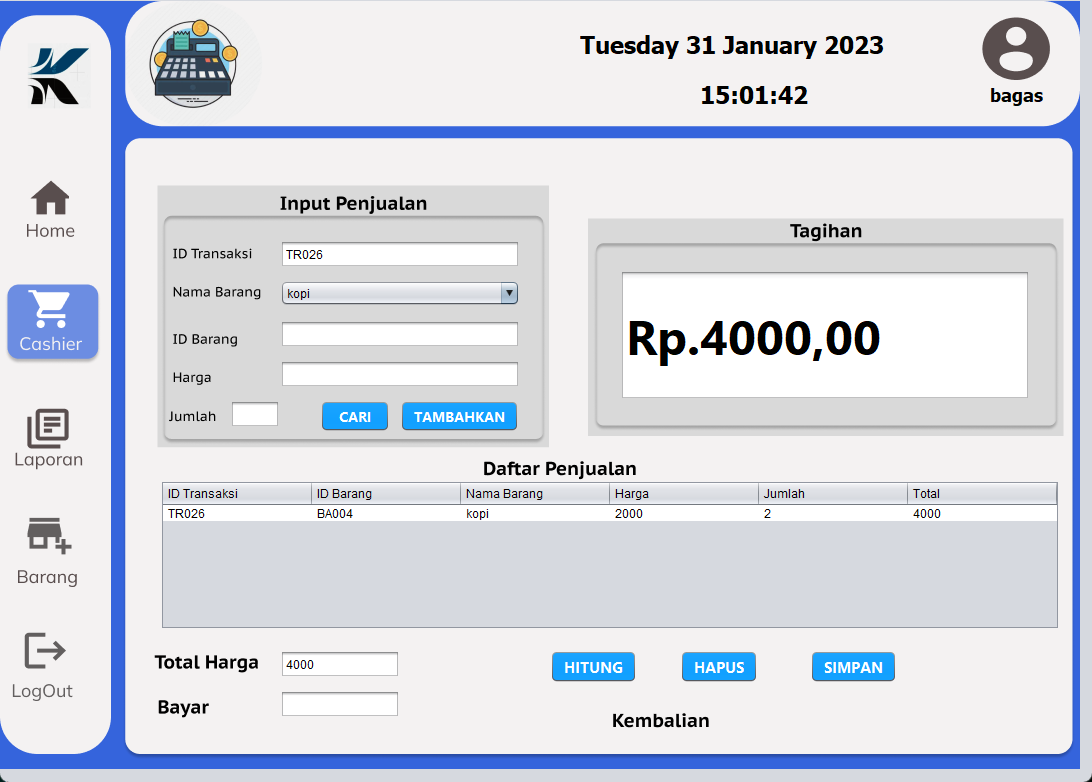 Tuesday 31 January 2023
15:01:42
bagas
Home
Cashier
Laporan
Barang
LogOut
Input Penjualan
ID Transaksi TR026
Nama Barang kopi
ID Barang
Harga
Jumlah CARI TAMBAHKAN
Tagihan
Rp.4000,00
Daftar Penjualan
ID Transaksi ID Barang Nama Barang Harga Jumlah Total
TR026 BA004 kopi 2000 2 4000
Total Harga 4000
HITUNG HAPUS SIMPAN
Bayar
Kembalian